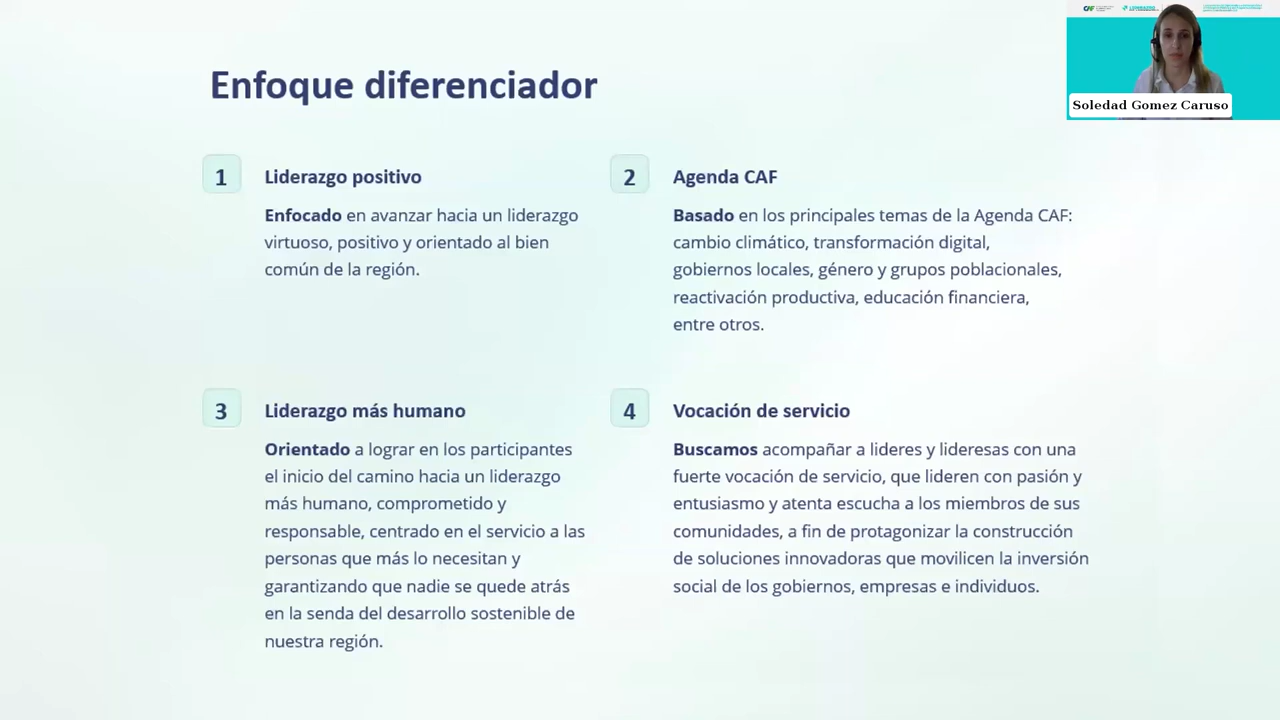 Enfoque diferenciador
CAF
Soledad Gomez Caruso
1
Liderazgo positivo
Enfocado en avanzar hacia un liderazgo
virtuoso, positivo y orientado al bien
común de la región.
2
Agenda CAF
Basado en los principales temas de la Agenda CAF:
cambio climático, transformación digital,
gobiernos locales, género y grupos poblacionales,
reactivación productiva, educación financiera,
entre otros.
3
Liderazgo más humano
Orientado a lograr en los participantes
el inicio del camino hacia un liderazgo
más humano, comprometido y
responsable, centrado en el servicio a las
personas que más lo necesitan y
garantizando que nadie se quede atrás
en la senda del desarrollo sostenible de
nuestra región.
4
Vocación de servicio
Buscamos acompañar a lideres y lideresas con una
fuerte vocación de servicio, que lideren con pasión y
entusiasmo y atenta escucha a los miembros de sus
comunidades, a fin de protagonizar la construcción
de soluciones innovadoras que movilicen la inversión
social de los gobiernos, empresas e individuos.